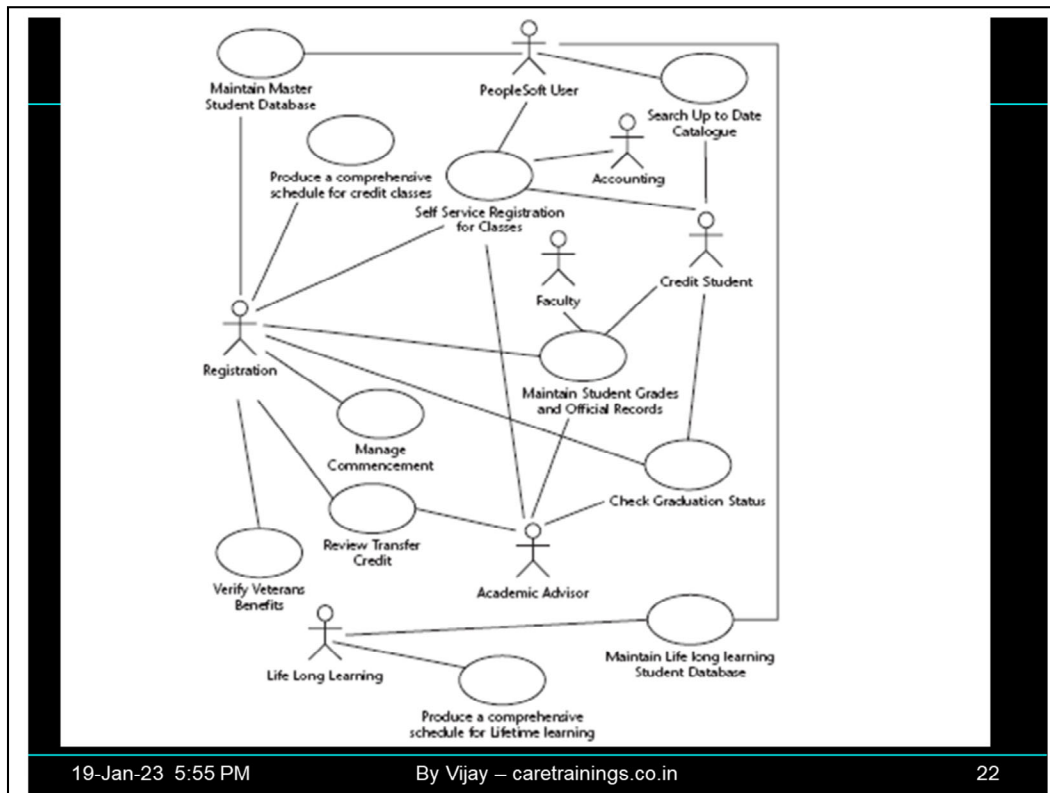 Maintain Master
Student Database
PeopleSoft User
Search Up to Date
Catalogue
Produce a comprehensive
schedule for credit classes
Accounting
Self Service Registration
for Classes
Faculty
Credit Student
Registration
Maintain Student Grades
and Official Records
Manage
Commencement
Check Graduation Status
Review Transfer
Credit
Verify Veterans
Benefits
Academic Advisor
Life Long Learning
Maintain Life long learning
Student Database
Produce a comprehensive
schedule for Lifetime learning
19-Jan-23 5:55 PM
By Vijay – caretrainings.co.in
22